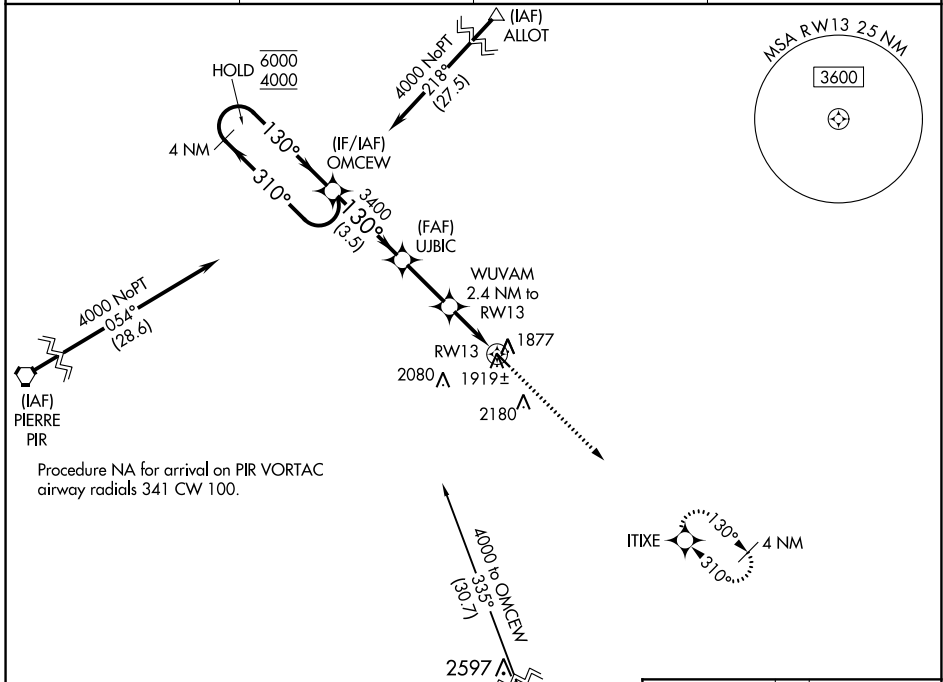 (IAF)
ALLOT
4000 NoPT
218°
(27.5)
MSA RW13 25 NM
3600
HOLD
6000
4000
130°
4 NM
310°
(IF/IAF)
OMCEW
3400
130°
(3.5)
(FAF)
UJBIC
WUVAM
2.4 NM to
RW13
RW13
1877
1919±
2080
2180
4000 NoPT
054°
(28.6)
(IAF)
PIERRE
PIR
Procedure NA for arrival on PIR VORTAC
airway radials 341 CW 100.
4000 to OMCEW
335°
(30.7)
2597
ITIXE
130°
310°
4 NM